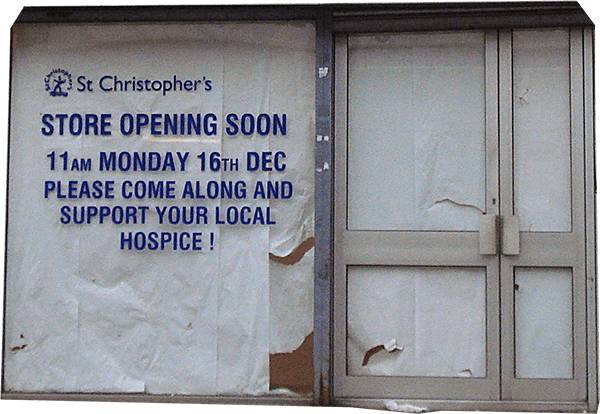 St Christopher's
STORE OPENING SOON
11AM MONDAY 16TH DEC
PLEASE COME ALONG AND
SUPPORT YOUR LOCAL
HOSPICE !